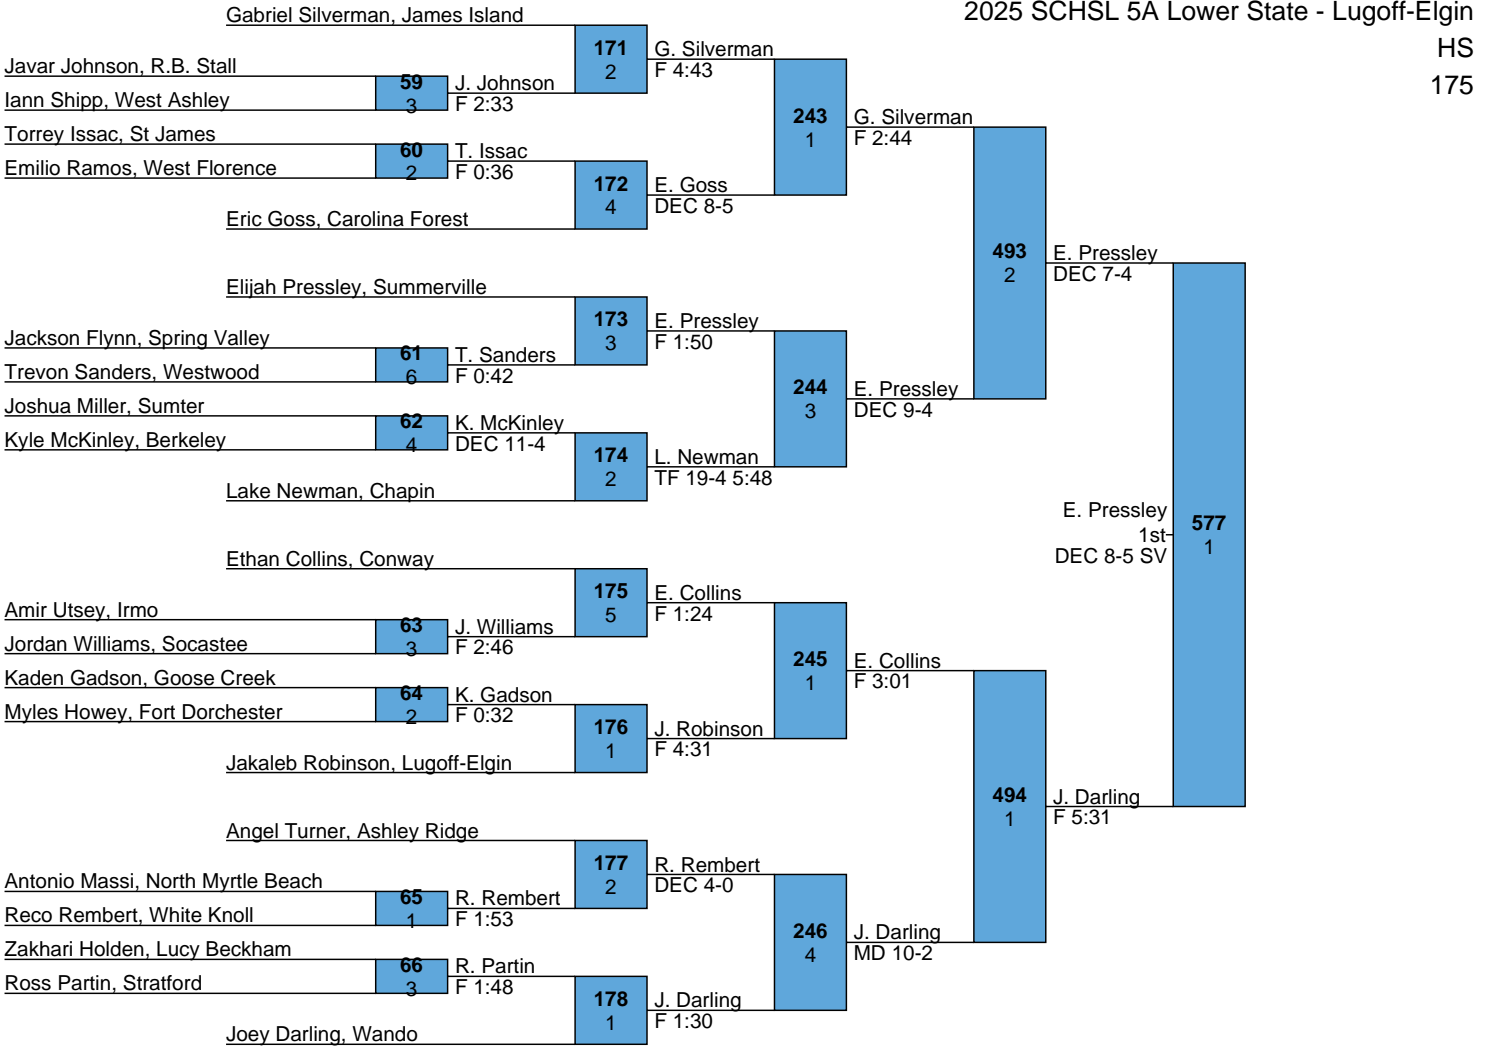 2025 SCHSL 5A Lower State - Lugoff-Elgin
HS
175
Gabriel Silverman, James Island
171
2
G. Silverman
F 4:43
Javar Johnson, R.B. Stall
59
3
J. Johnson
F 2:33
Iann Shipp, West Ashley
243
1
G. Silverman
F 2:44
Torrey Issac, St James
60
2
T. Issac
F 0:36
Emilio Ramos, West Florence
172
4
E. Goss
DEC 8-5
Eric Goss, Carolina Forest
493
2
E. Pressley
DEC 7-4
Elijah Pressley, Summerville
173
3
E. Pressley
F 1:50
Jackson Flynn, Spring Valley
61
6
T. Sanders
F 0:42
Trevon Sanders, Westwood
244
3
E. Pressley
DEC 9-4
Joshua Miller, Sumter
62
4
K. McKinley
DEC 11-4
Kyle McKinley, Berkeley
174
2
L. Newman
TF 19-4 5:48
Lake Newman, Chapin
E. Pressley
1st
DEC 8-5 SV
577
1
Ethan Collins, Conway
175
5
E. Collins
F 1:24
Amir Utsey, Irmo
63
3
J. Williams
F 2:46
Jordan Williams, Socastee
245
1
E. Collins
F 3:01
Kaden Gadson, Goose Creek
64
2
K. Gadson
F 0:32
Myles Howey, Fort Dorchester
176
1
J. Robinson
F 4:31
Jakaleb Robinson, Lugoff-Elgin
494
1
J. Darling
F 5:31
Angel Turner, Ashley Ridge
177
2
R. Rembert
DEC 4-0
Antonio Massi, North Myrtle Beach
65
1
R. Rembert
F 1:53
Reco Rembert, White Knoll
246
4
J. Darling
MD 10-2
Zakhari Holden, Lucy Beckham
66
3
R. Partin
F 1:48
Ross Partin, Stratford
178
1
J. Darling
F 1:30
Joey Darling, Wando